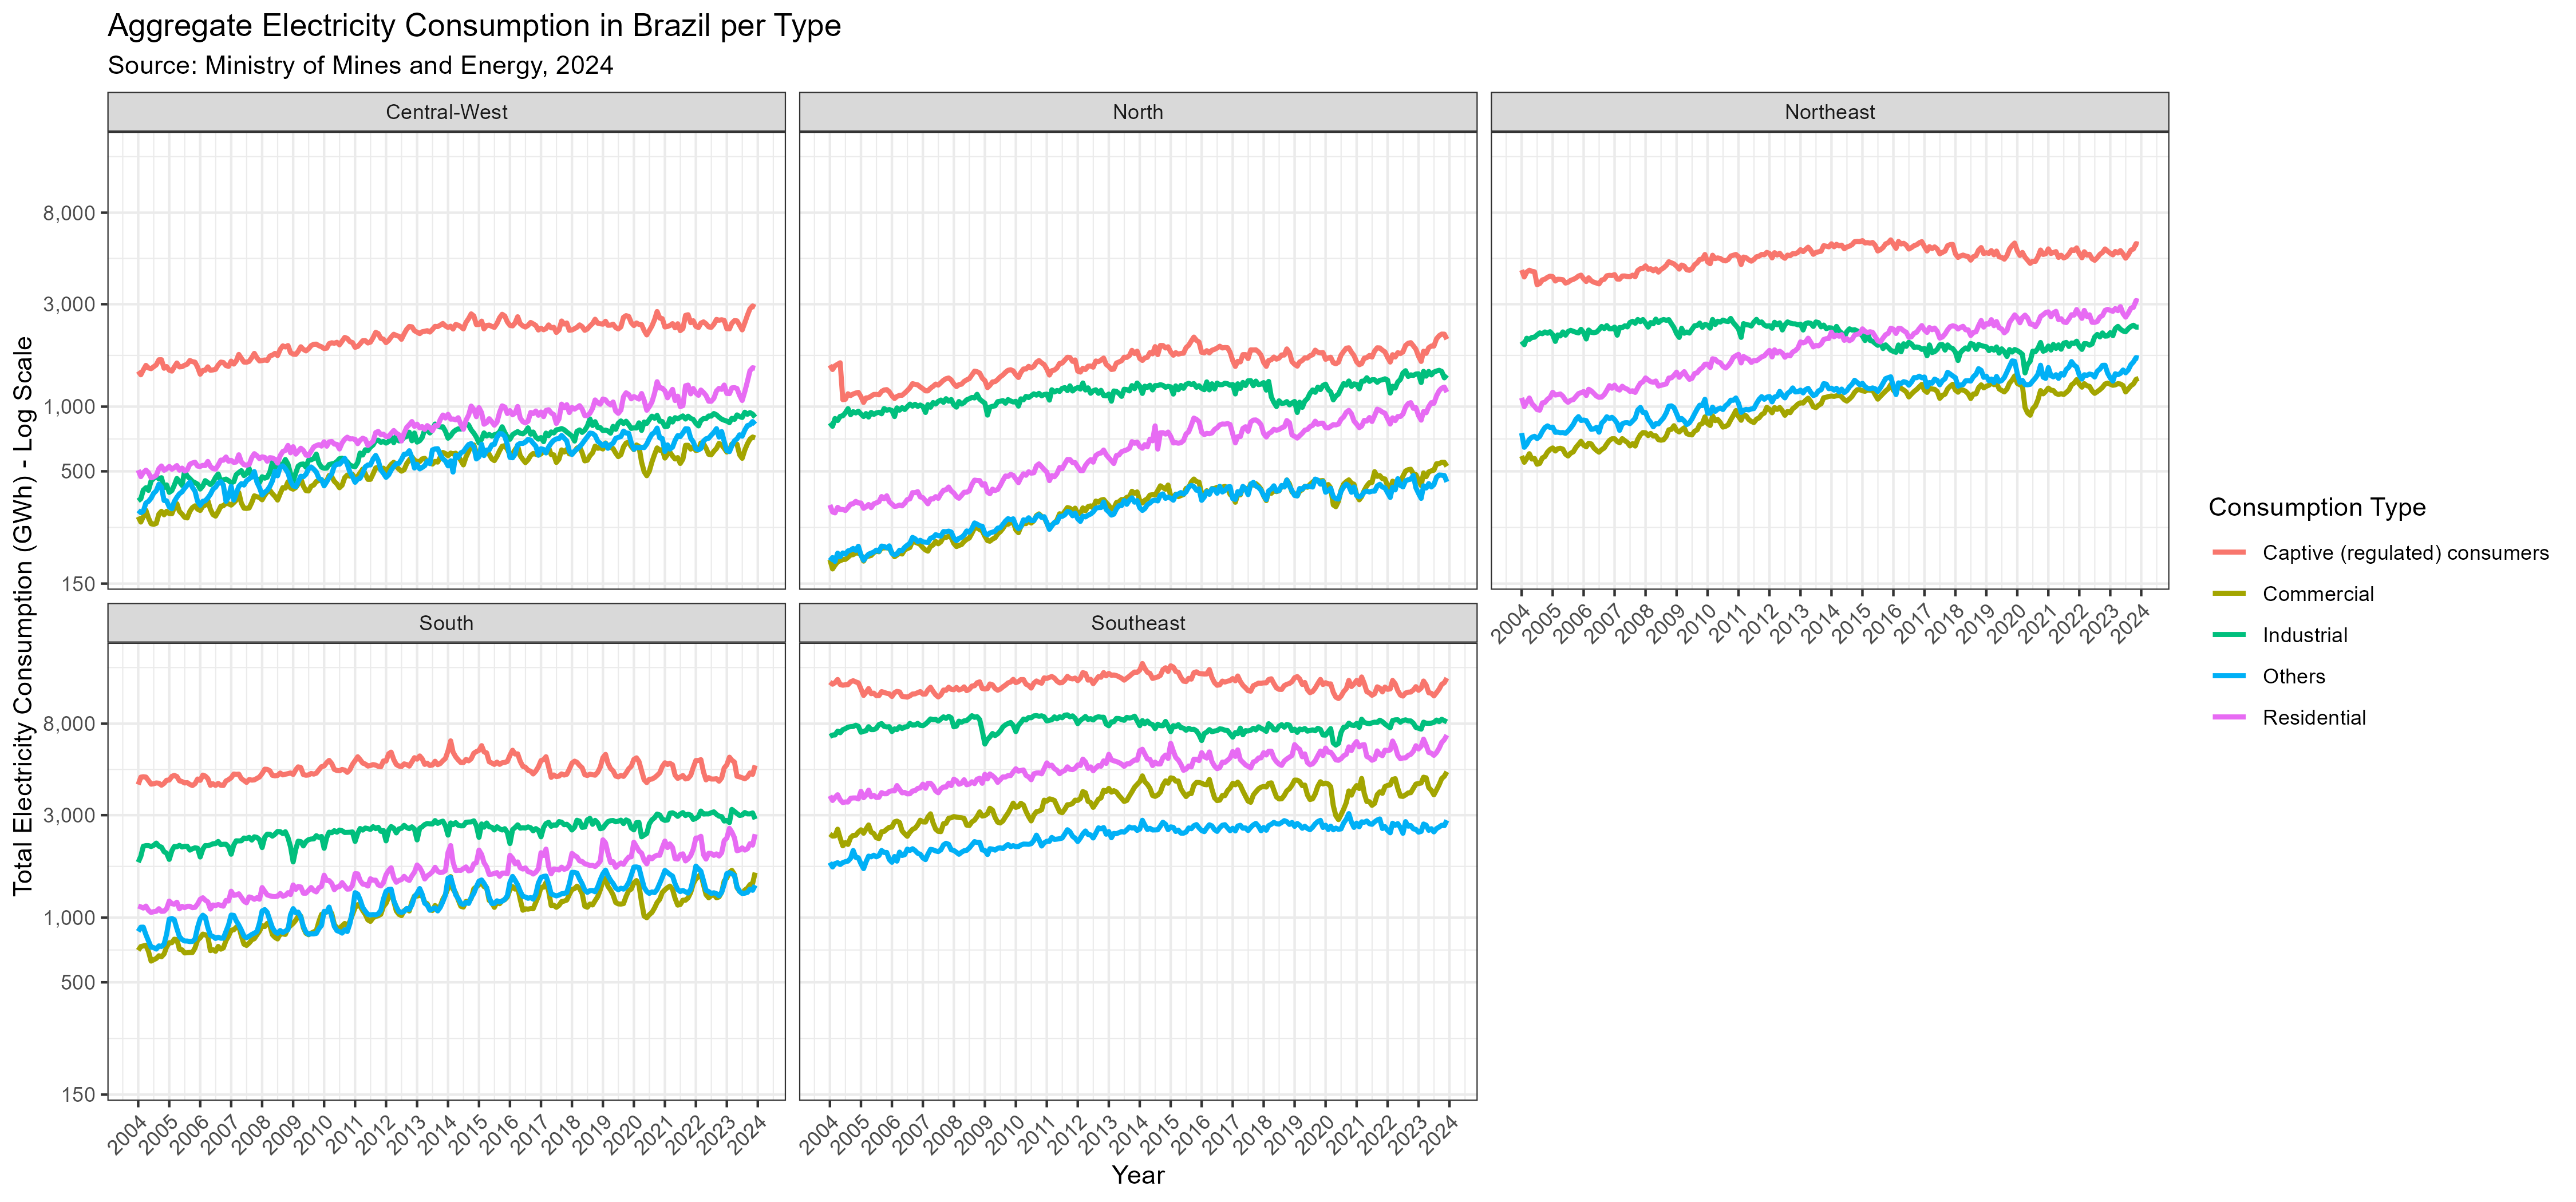 Aggregate Electricity Consumption in Brazil per Type
Source: Ministry of Mines and Energy, 2024
Central-West
North
Northeast
8,000
3,000
1,000
500
150
2004 2005 2006 2007 2008 2009 2010 2011 2012 2013 2014 2015 2016 2017 2018 2019 2020 2021 2022 2023 2024
South
Southeast
8,000
3,000
1,000
500
150
2004 2005 2006 2007 2008 2009 2010 2011 2012 2013 2014 2015 2016 2017 2018 2019 2020 2021 2022 2023 2024
2004 2005 2006 2007 2008 2009 2010 2011 2012 2013 2014 2015 2016 2017 2018 2019 2020 2021 2022 2023 2024
Total Electricity Consumption (GWh) - Log Scale
Year
Consumption Type
Captive (regulated) consumers
Commercial
Industrial
Others
Residential